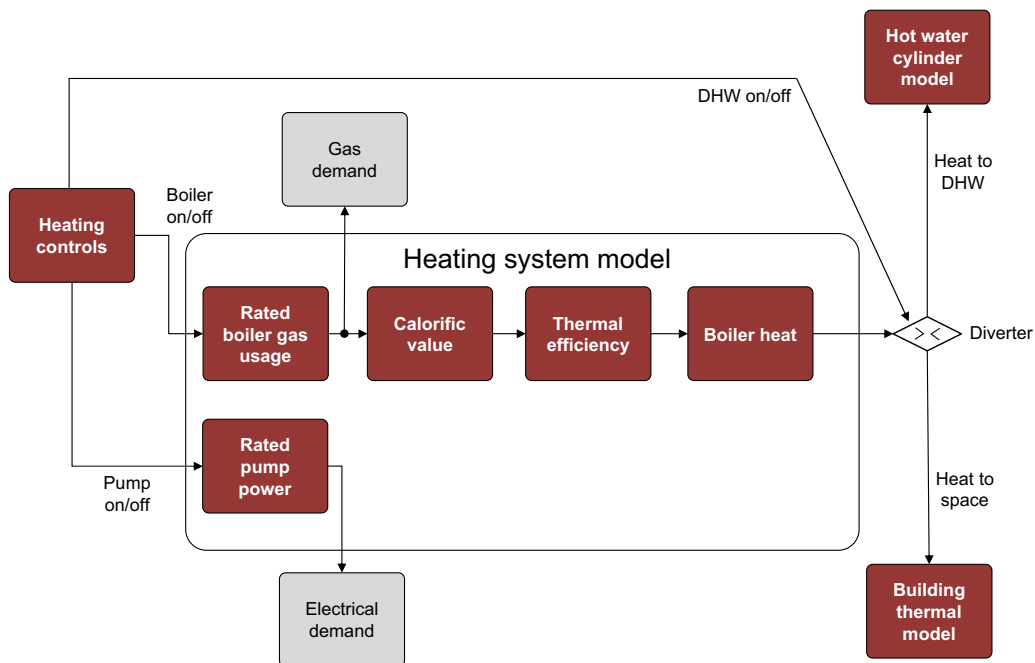 Hot water
cylinder
model
DHW on/off
Gas
demand
Heat to
DHW
Boiler
on/off
Heating
controls
Heating system model
Rated
boiler gas
usage
Calorific
value
Thermal
efficiency
Boiler heat
Diverter
Rated
pump
power
Pump
on/off
Heat to
space
Electrical
demand
Building
thermal
model